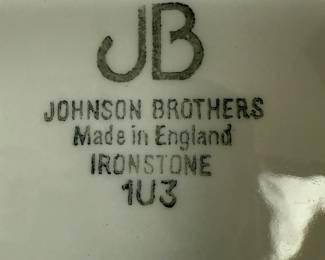 JB
JOHNSON BROTHERS
Made in England
IRONSTONE
1U3